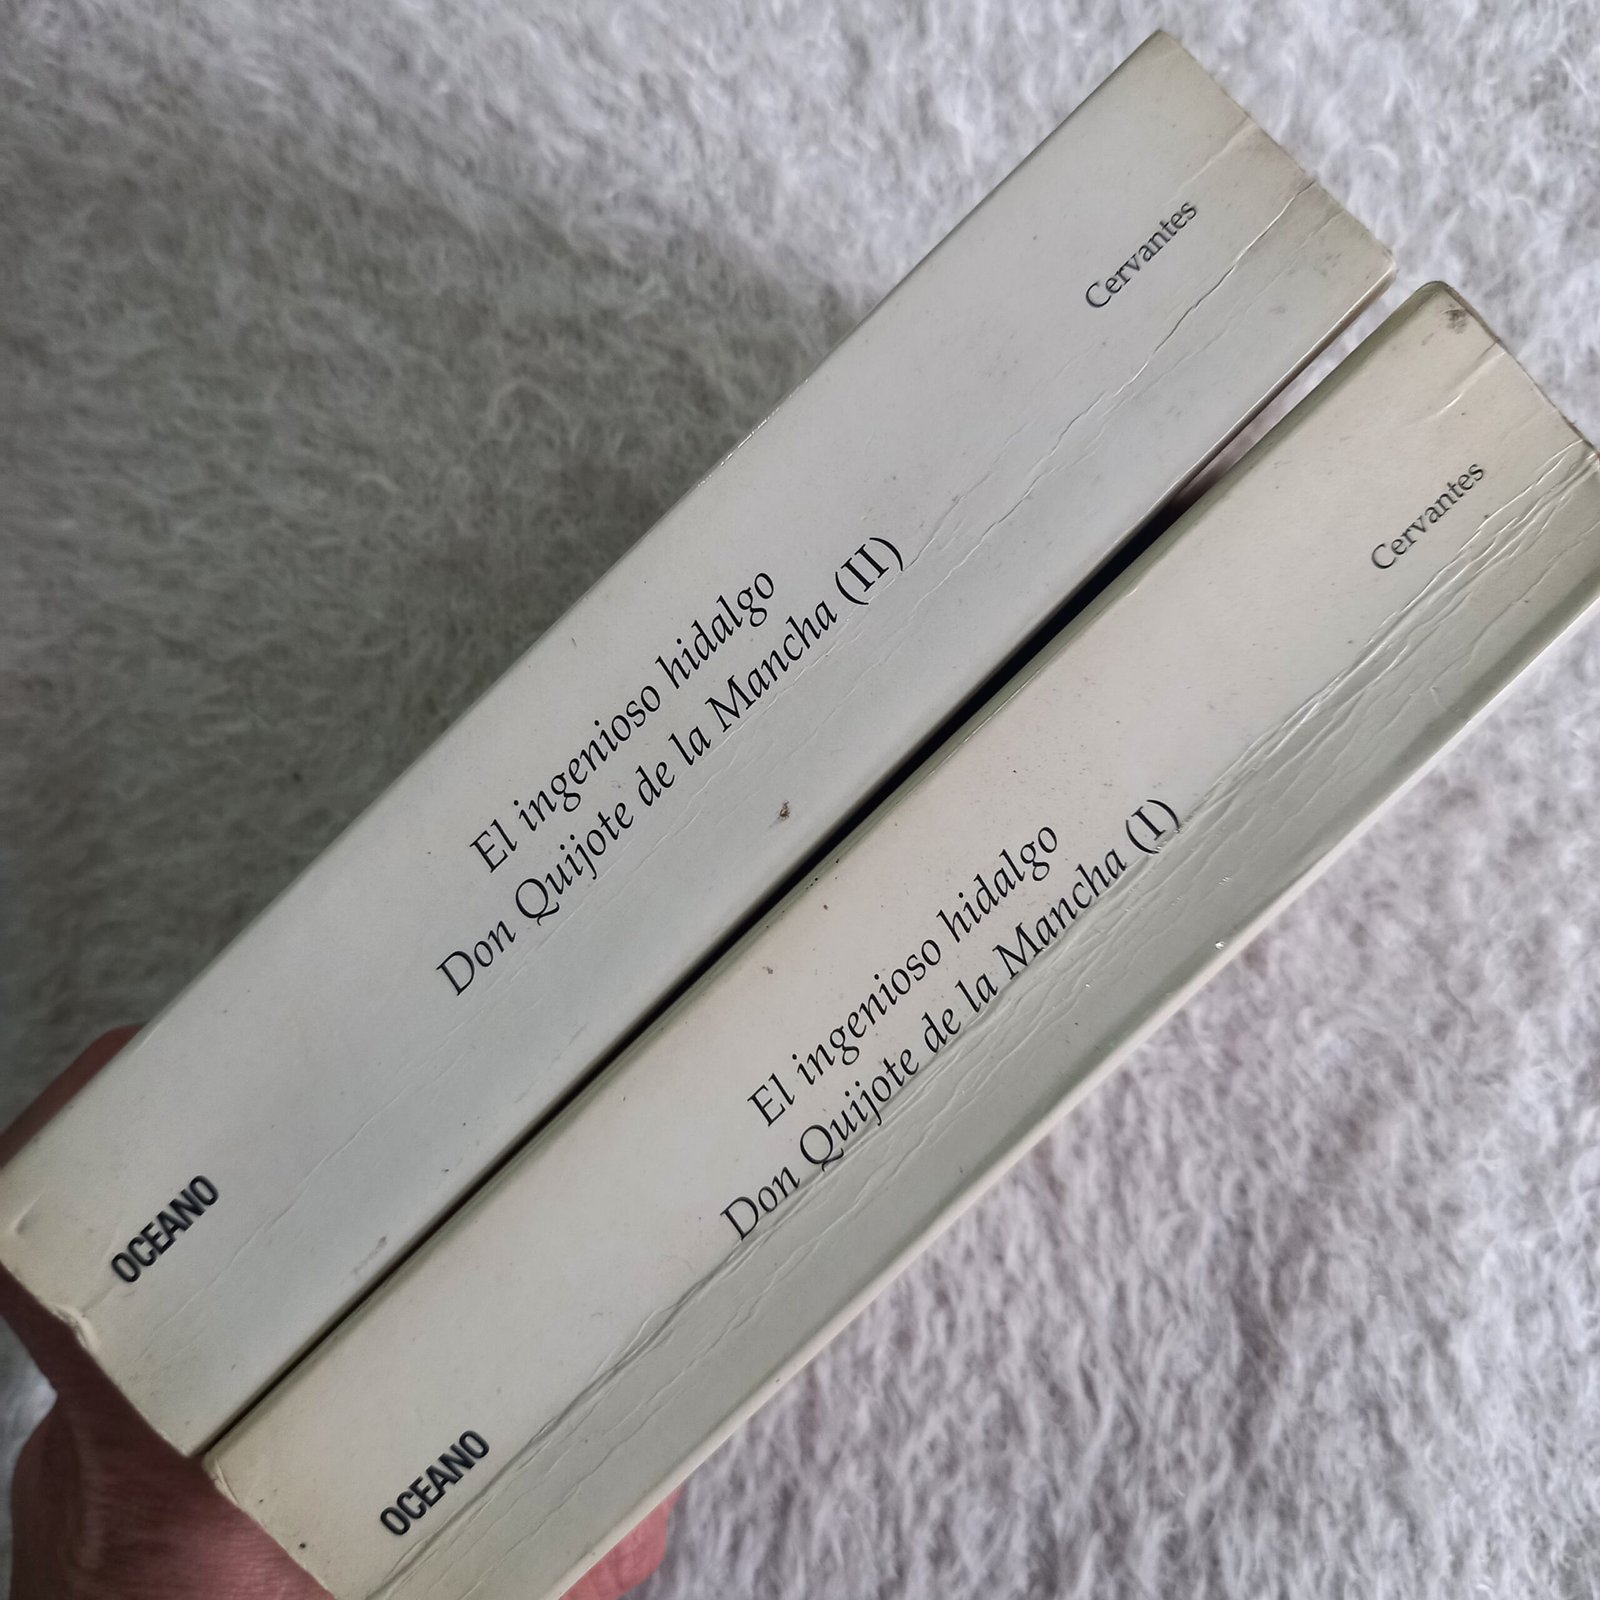 Cervantes
El ingenioso hidalgo
Don Quijote de la Mancha (II)
OCEANO
Cervantes
El ingenioso hidalgo
Don Quijote de la Mancha (I)
OCEANO